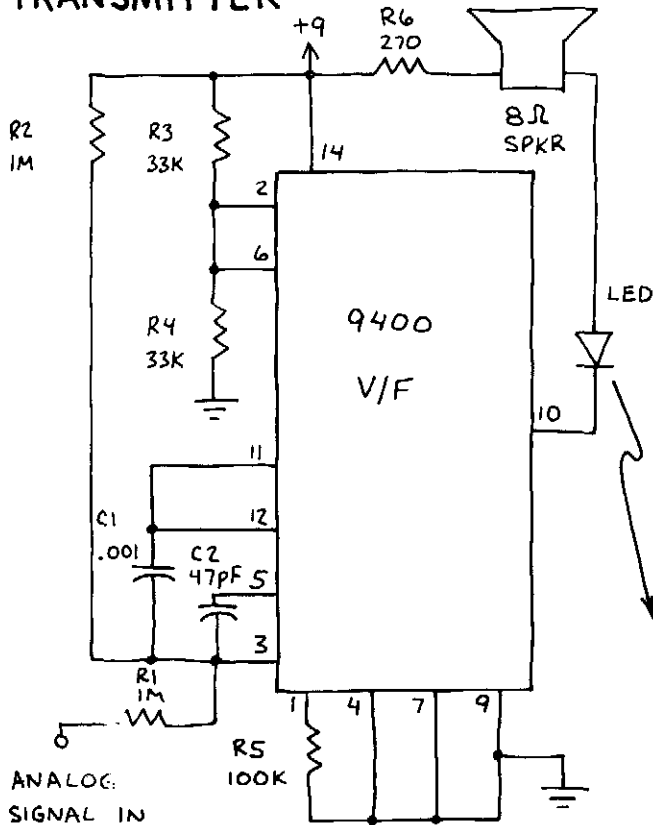 TRANSMITTER
+9
R6
270
8Ω
SPKR
R2
1M
R3
33K
14
2
6
R4
33K
9400
V/F
LED
10
11
12
C1
.001
C2
47pF
5
3
R1
1M
1
4
7
9
R5
100K
ANALOG
SIGNAL IN